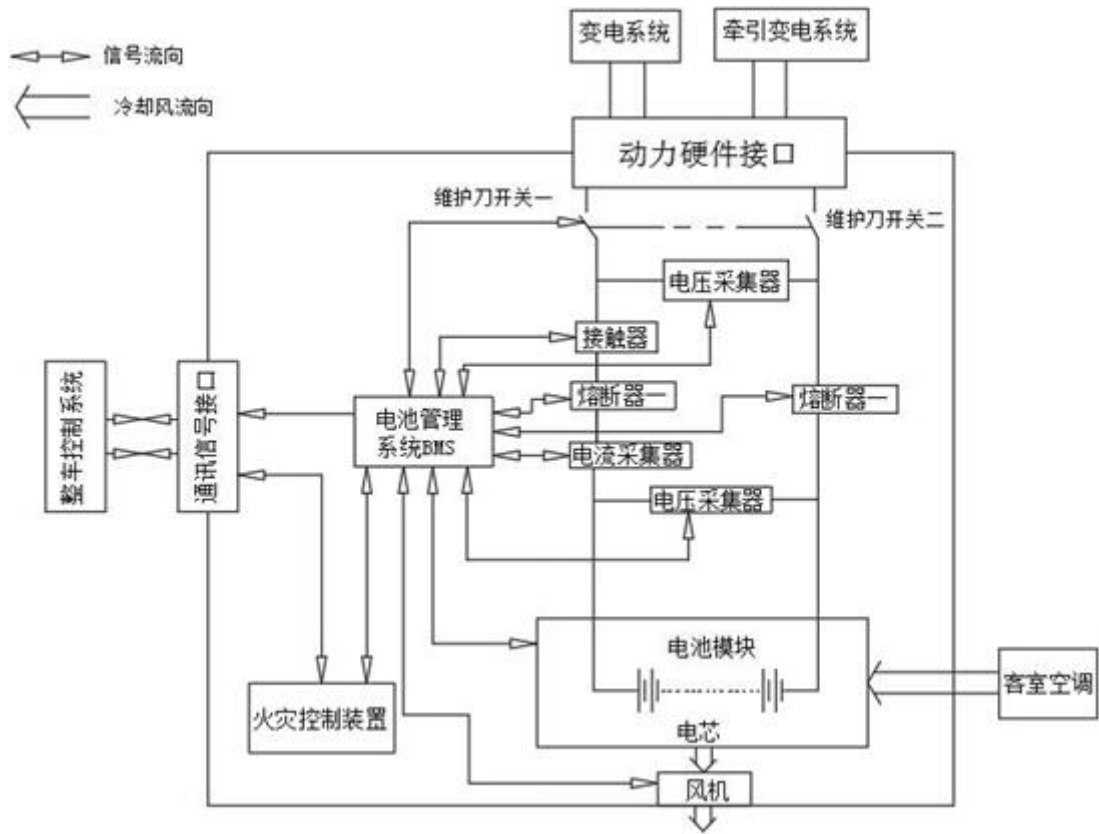 变电系统
牵引变电系统
信号流向
冷却风流向
动力硬件接口
维护刀开关一
维护刀开关二
电压采集器
接触器
熔断器一
熔断器一
电池管理
系统BMS
电流采集器
电压采集器
整车控制系统
通讯信号接口
电池模块
客室空调
火灾控制装置
电芯
风机